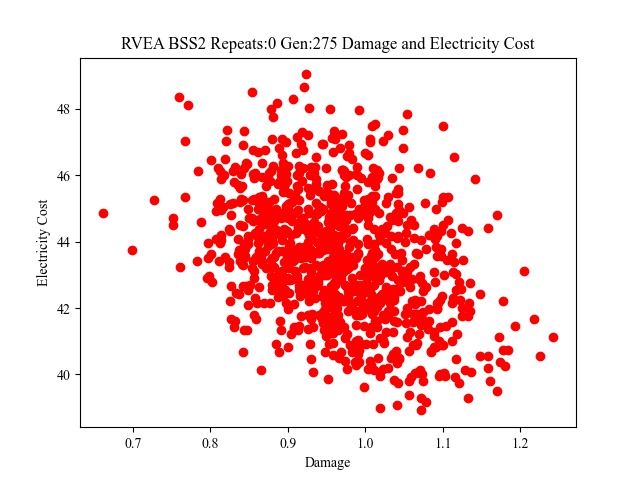 RVEA BSS2 Repeats:0 Gen:275 Damage and Electricity Cost
48
46
44
42
40
Electricity Cost
0.7 0.8 0.9 1.0 1.1 1.2
Damage